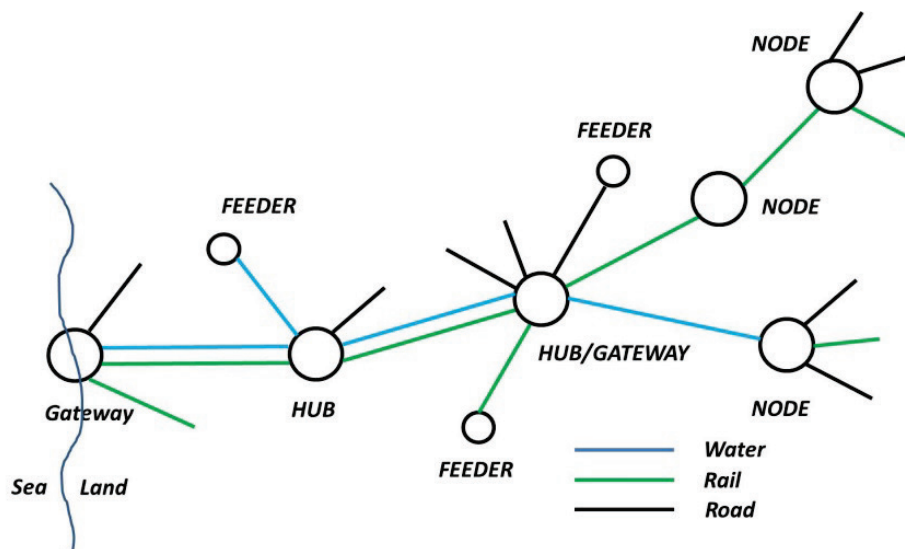 NODE
FEEDER
FEEDER
NODE
HUB/GATEWAY
Gateway
HUB
NODE
FEEDER
Water
Sea Land
Rail
Road